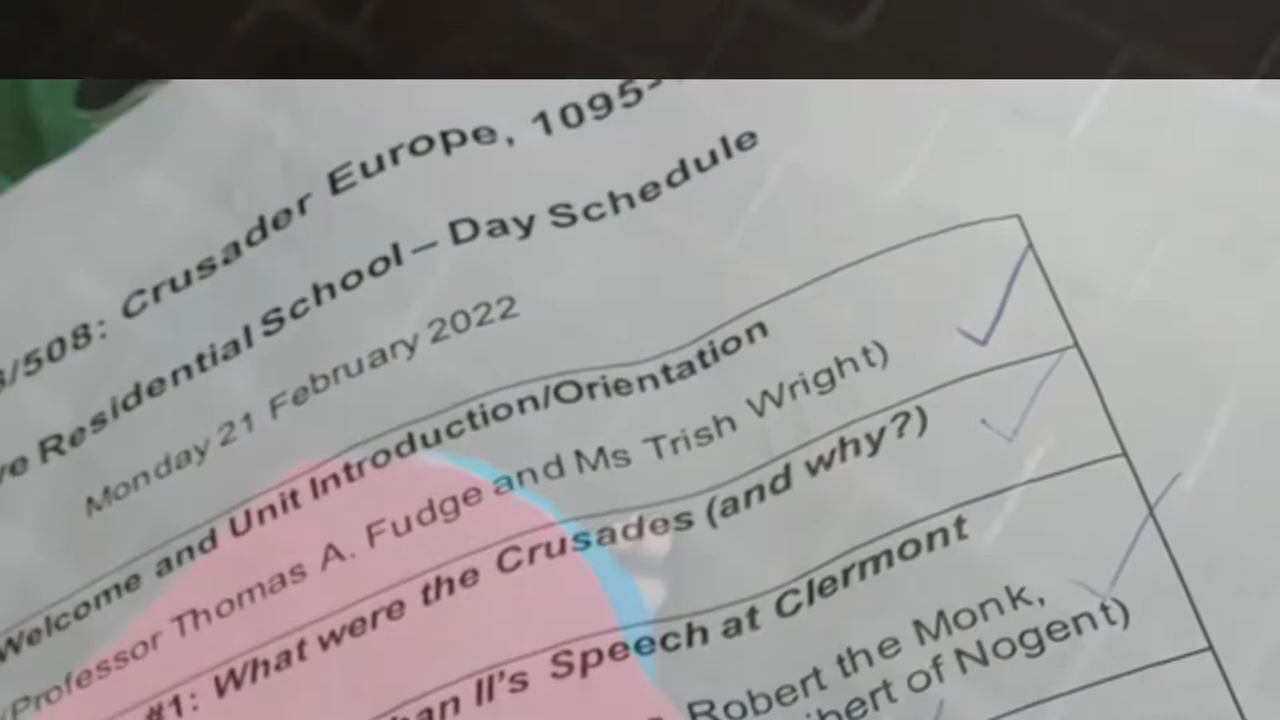 /508: Crusader Europe, 1095-
Residential School – Day Schedule
Monday 21 February 2022
Welcome and Unit Introduction/Orientation
Professor Thomas A. Fudge and Ms Trish Wright)
#1: What were the Crusades (and why?)
II's Speech at Clermont
Robert the Monk,
of Nogent)